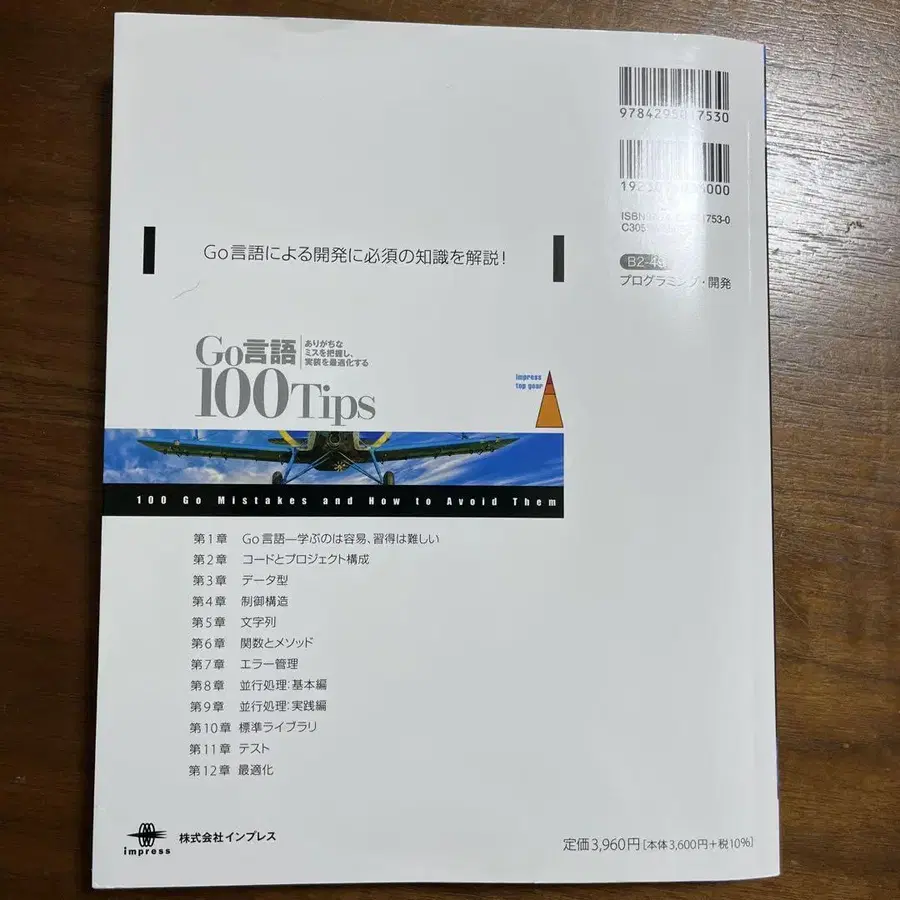 9784295017530
Go言語による開発に必須の知識を解説!
プログラミング・開発
Go言語
ありがちな
ミスを把握し、
実装を最適化する
100Tips
impress
top gear
100 Go Mistakes and How to Avoid Them
第1章 Go言語―学ぶのは容易、習得は難しい
第2章 コードとプロジェクト構成
第3章 データ型
第4章 制御構造
第5章 文字列
第6章 関数とメソッド
第7章 エラー管理
第8章 並行処理:基本編
第9章 並行処理:実践編
第10章 標準ライブラリ
第11章 テスト
第12章 最適化
impress
株式会社インプレス
定価3,960円[本体3,600円+税10%]